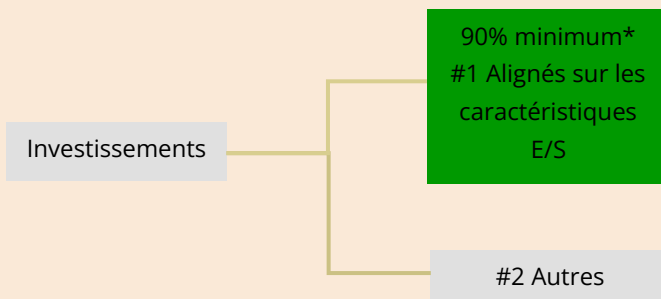 90% minimum*
#1 Alignés sur les
caractéristiques
E/S
Investissements
#2 Autres